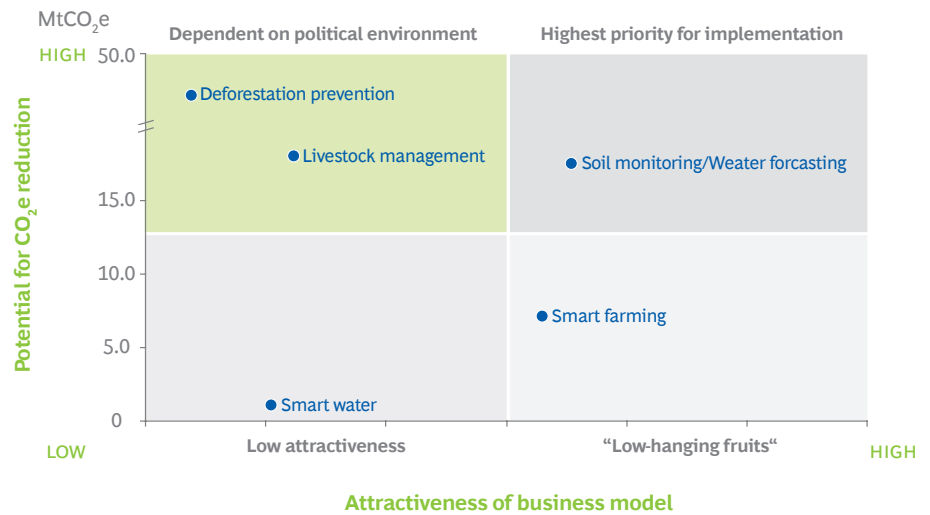 MtCO₂e
Dependent on political environment
Highest priority for implementation
HIGH
50.0
Deforestation prevention
Livestock management
Soil monitoring/Weater forcasting
15.0
10.0
Smart farming
5.0
Smart water
0
LOW
Low attractiveness
“Low-hanging fruits“
HIGH
Potential for CO₂e reduction
Attractiveness of business model